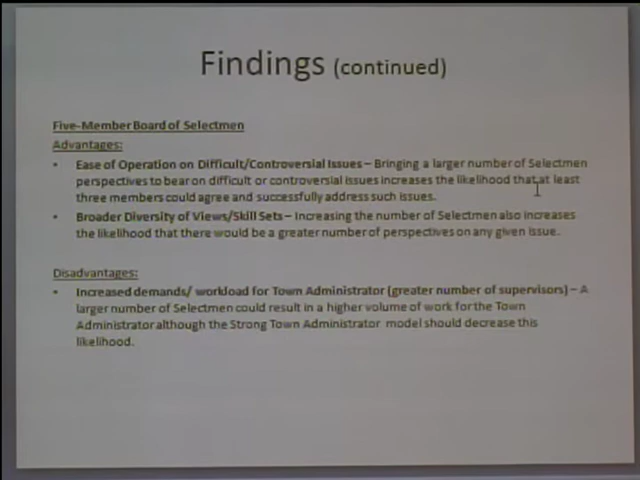 Findings (continued)
Five-Member Board of Selectmen
Advantages:
• Ease of Operation on Difficult/Controversial Issues – Bringing a larger number of Selectmen
perspectives to bear on difficult or controversial issues increases the likelihood that at least
three members could agree and successfully address such issues.
• Broader Diversity of Views/Skill Sets – Increasing the number of Selectmen also increases
the likelihood that there would be a greater number of perspectives on any given issue.
Disadvantages:
• Increased demands/ workload for Town Administrator (greater number of supervisors) – A
larger number of Selectmen could result in a higher volume of work for the Town
Administrator although the Strong Town Administrator model should decrease this
likelihood.